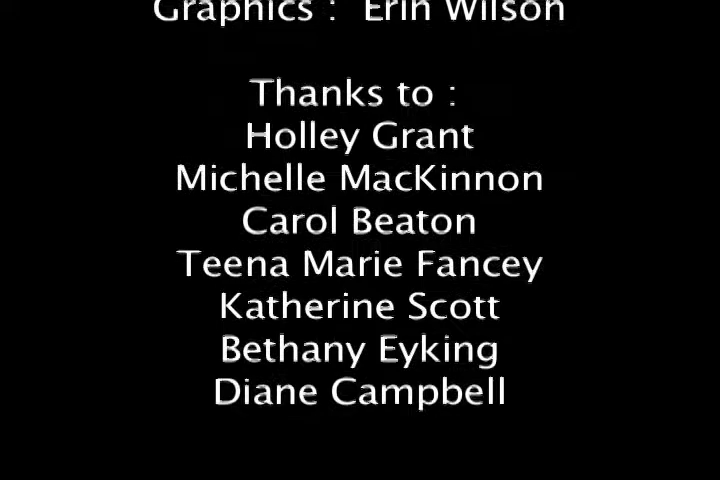 Graphics :  Erin Wilson
Thanks to :
Holley Grant
Michelle MacKinnon
Carol Beaton
Teena Marie Fancey
Katherine Scott
Bethany Eyking
Diane Campbell